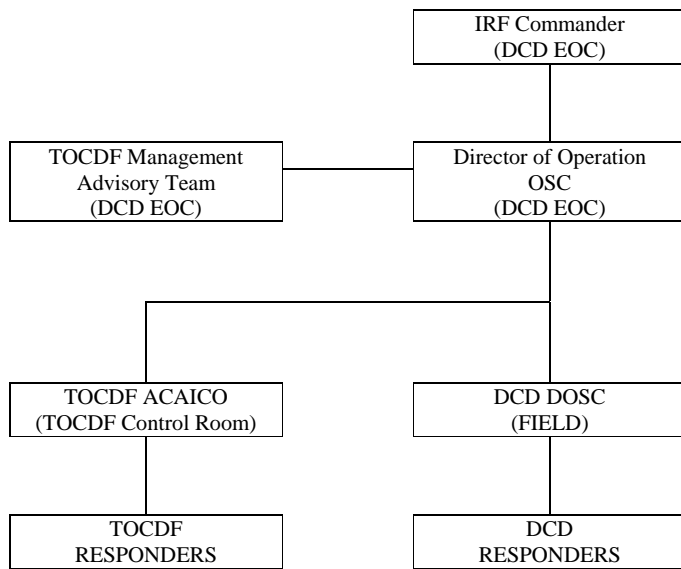 IRF Commander
(DCD EOC)
TOCDF Management
Advisory Team
(DCD EOC)
Director of Operation
OSC
(DCD EOC)
TOCDF ACAICO
(TOCDF Control Room)
DCD DOSC
(FIELD)
TOCDF
RESPONDERS
DCD
RESPONDERS